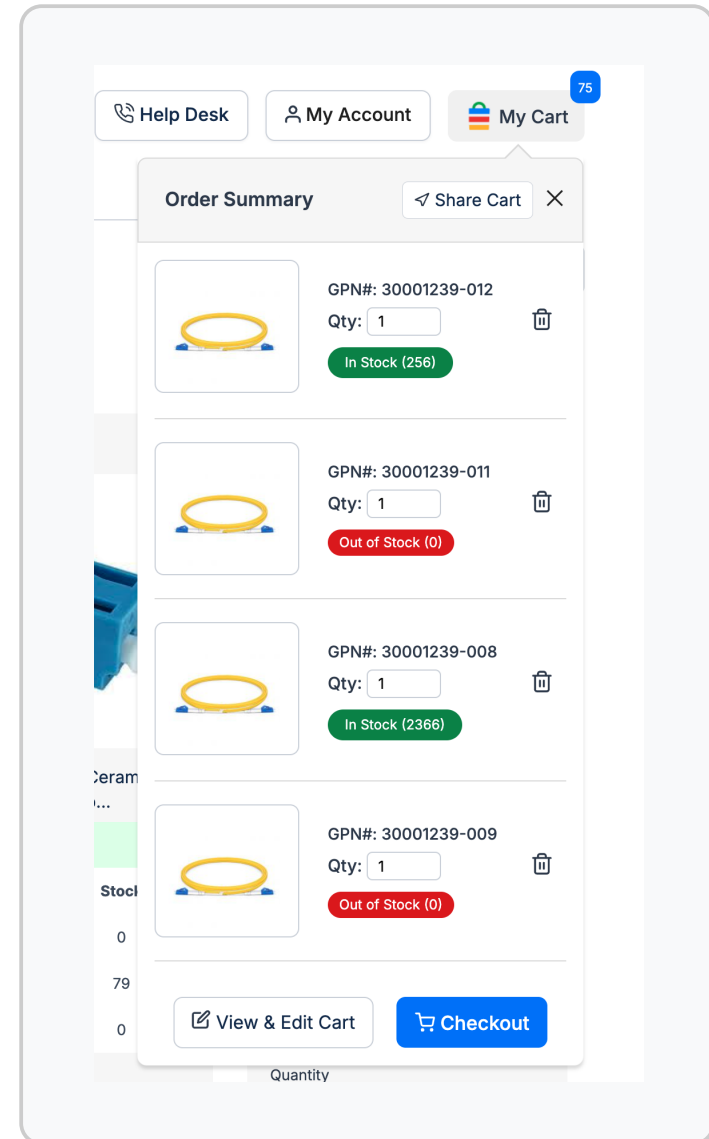 75
Help Desk
My Account
My Cart
Order Summary
Share Cart
GPN#: 30001239-012
Qty: 1
In Stock (256)
GPN#: 30001239-011
Qty: 1
Out of Stock (0)
GPN#: 30001239-008
Qty: 1
In Stock (2366)
GPN#: 30001239-009
Qty: 1
Out of Stock (0)
View & Edit Cart
Checkout
Ceram
...
Stock
0
79
0
Quantity